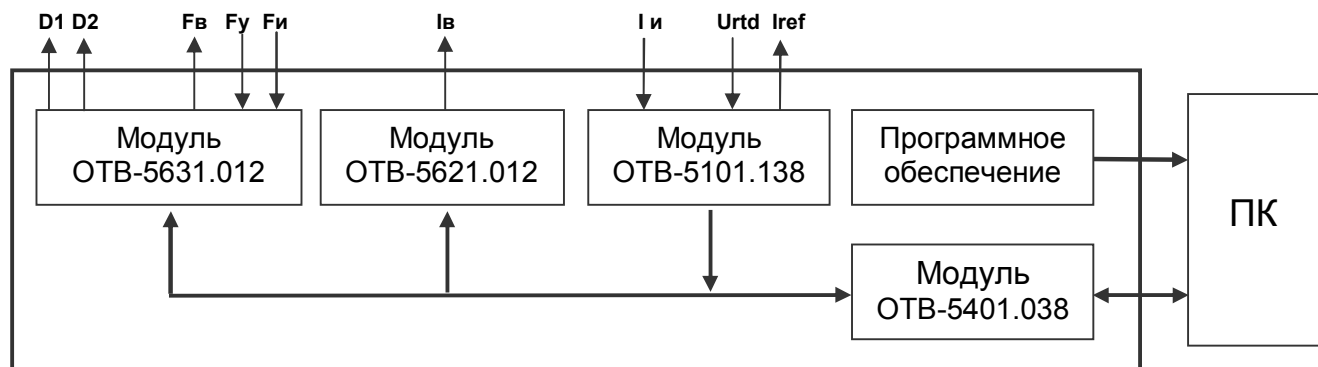 D1 D2 Fв Fу Fи Iв I и Urtd Iref
Модуль
ОТВ-5631.012
Модуль
ОТВ-5621.012
Модуль
ОТВ-5101.138
Программное
обеспечение
ПК
Модуль
ОТВ-5401.038